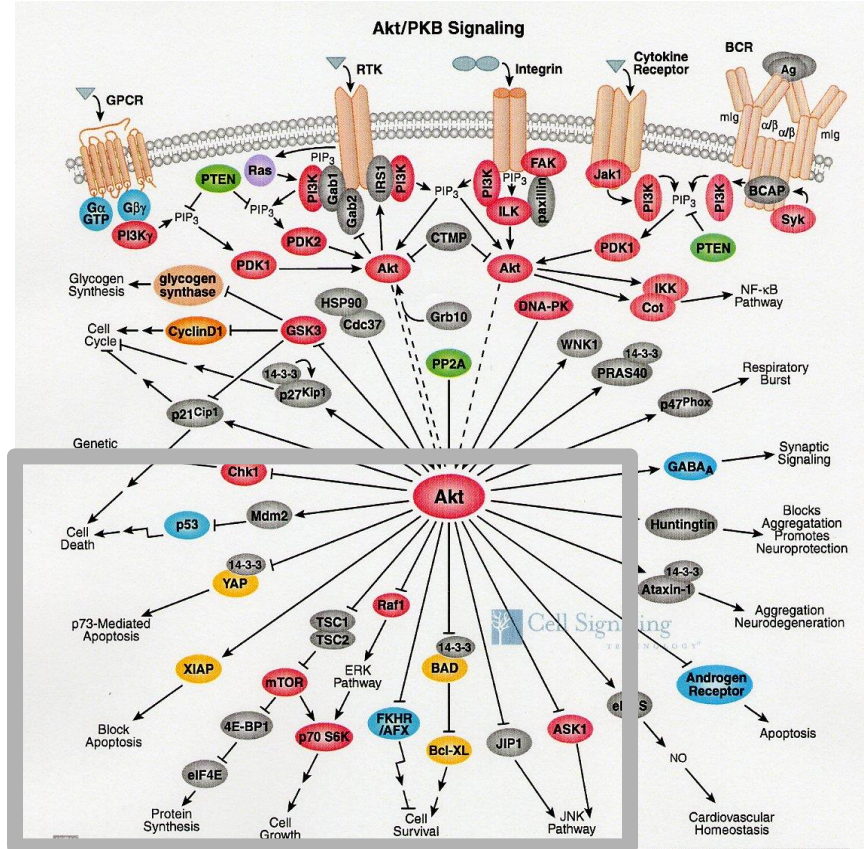 Akt/PKB Signaling
GPCR
RTK
Integrin
Cytokine
Receptor
BCR
Ag
mIg
α/β
α/β
mIg
Gα
GTP
Gβγ
PI3Kγ
PIP3
PTEN
Ras
PIP3
PIP3
PI3K
Gab1
Gab2
IRS1
PI3K
PIP3
PI3K
PIP3
FAK
ILK
paxillin
Jak1
PI3K
PIP3
PI3K
BCAP
Syk
PTEN
PDK1
PDK2
Akt
CTMP
Akt
PDK1
IKK
Cot
NF-κB
Pathway
Glycogen
Synthesis
glycogen
synthase
HSP90
Cdc37
Grb10
DNA-PK
Cell
Cycle
CyclinD1
GSK3
PP2A
WNK1
14-3-3
PRAS40
14-3-3
p27Kip1
p21Cip1
p47Phox
Respiratory
Burst
Genetic
Chk1
Akt
GABAA
Synaptic
Signaling
Cell
Death
p53
Mdm2
Huntingtin
Blocks
Aggregatation
Promotes
Neuroprotection
14-3-3
YAP
14-3-3
Ataxin-1
p73-Mediated
Apoptosis
TSC1
TSC2
Raf1
14-3-3
BAD
Cell Signaling
TECHNOLOGY®
Aggregation
Neurodegeneration
XIAP
mTOR
ERK
Pathway
Androgen
Receptor
Block
Apoptosis
4E-BP1
p70 S6K
FKHR
/AFX
Bcl-XL
JIP1
ASK1
Apoptosis
eIF4E
NO
Protein
Synthesis
Cell
Growth
Cell
Survival
JNK
Pathway
Cardiovascular
Homeostasis